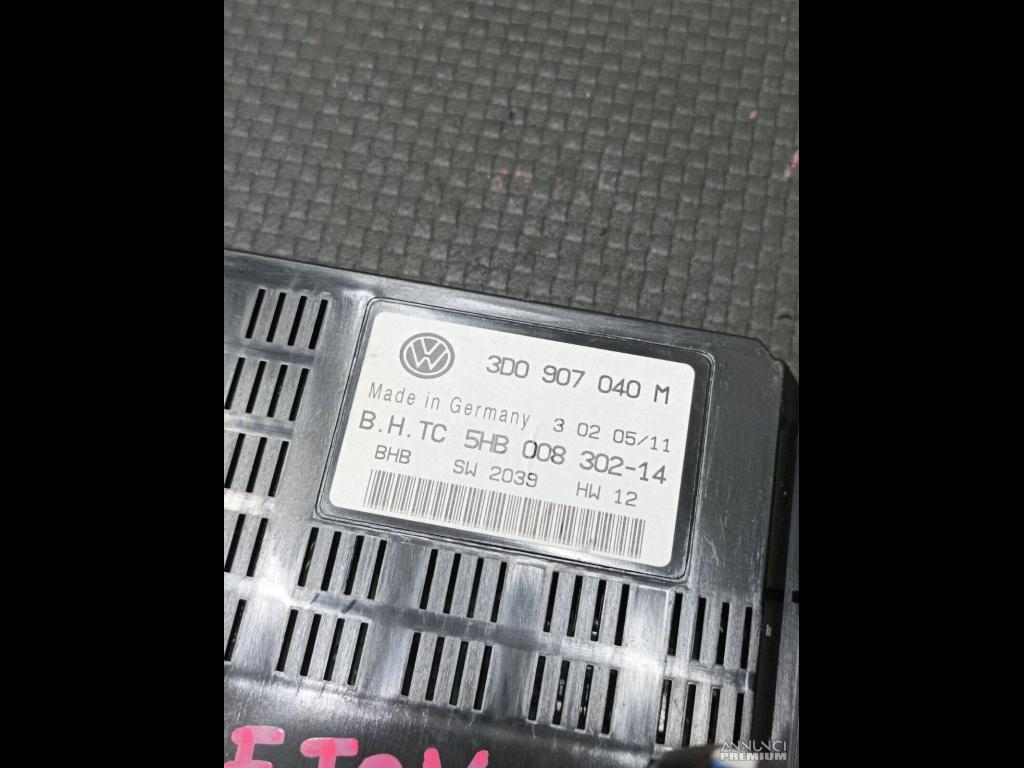 3D0 907 040 M
Made in Germany 3 02 05/11
B.H.TC 5HB 008 302-14
BHB SW 2039 HW 12
ANNUNCI
PREMIUM